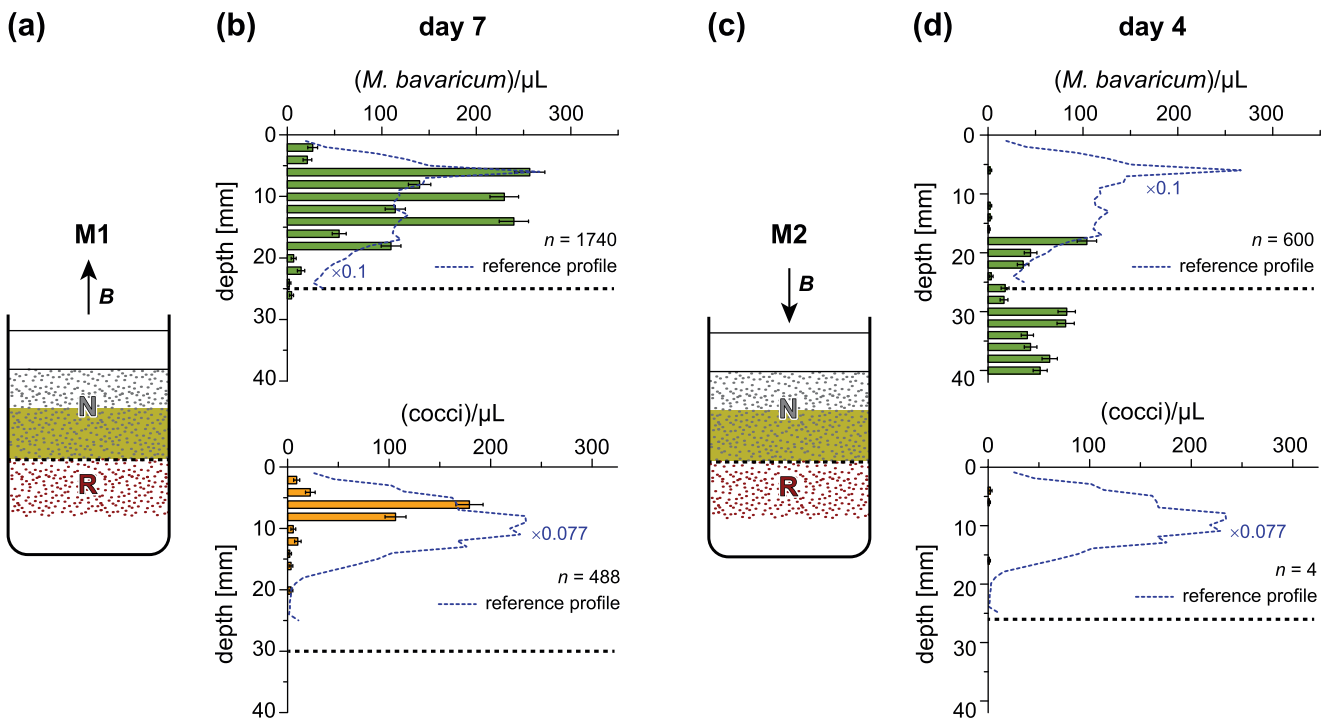 (a)
M1
B
N
R
(b)
day 7
(M. bavaricum)/µL
0 100 200 300
depth [mm]
0
10
20
30
40
×0.1
n = 1740
reference profile
(cocci)/µL
0 100 200 300
depth [mm]
0
10
20
30
40
×0.077
n = 488
reference profile
(c)
M2
B
N
R
(d)
day 4
(M. bavaricum)/µL
0 100 200 300
depth [mm]
0
10
20
30
40
×0.1
n = 600
reference profile
(cocci)/µL
0 100 200 300
depth [mm]
0
10
20
30
40
×0.077
n = 4
reference profile